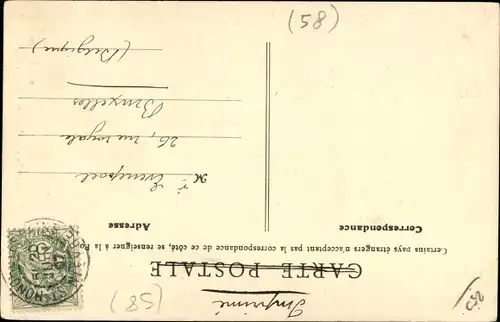 Imprimé
CARTE POSTALE
Certains pays étrangers n'acceptant pas la correspondance de ce côté, se renseigner à la Poste
Correspondance
Adresse
M
26, rue royale
Bruxelles
(Belgique)
(58)
(58)